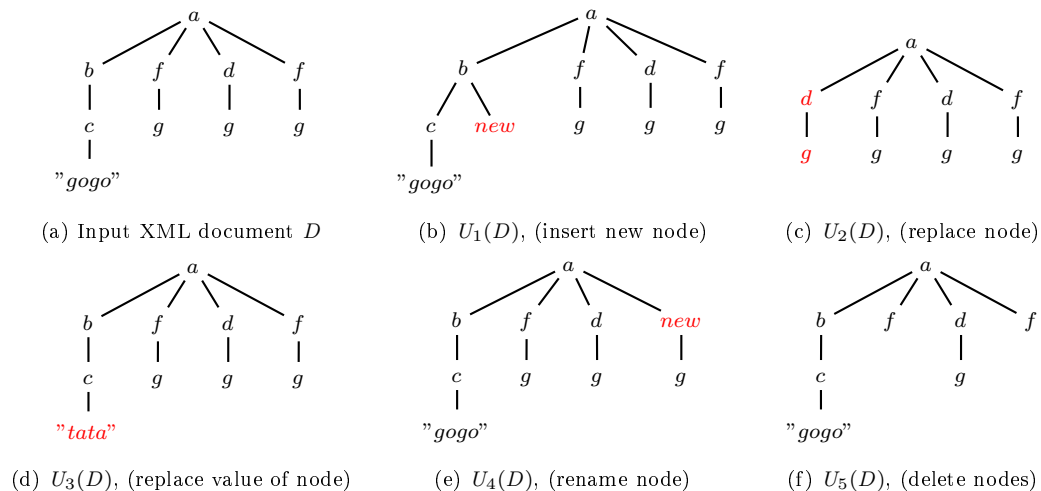 a
b f d f
c g g g
"gogo"
(a) Input XML document D
a
b f d f
c new g g g
"gogo"
(b) U1(D), (insert new node)
a
d f d f
g g g g
(c) U2(D), (replace node)
a
b f d f
c g g g
"tata"
(d) U3(D), (replace value of node)
a
b f d new
c g g g
"gogo"
(e) U4(D), (rename node)
a
b f d f
c g
"gogo"
(f) U5(D), (delete nodes)